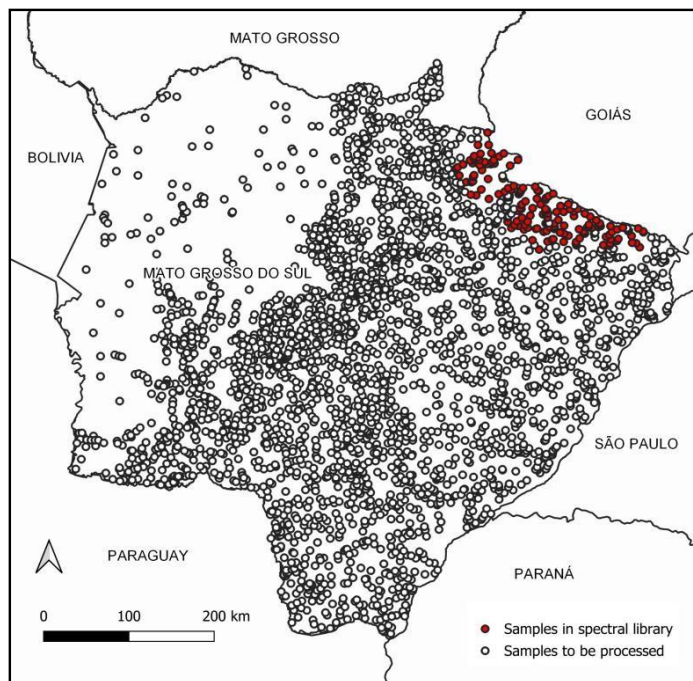 MATO GROSSO
GOIÁS
BOLIVIA
MATO GROSSO DO SUL
SÃO PAULO
PARAGUAY
PARANÁ
0 100 200 km
Samples in spectral library
Samples to be processed